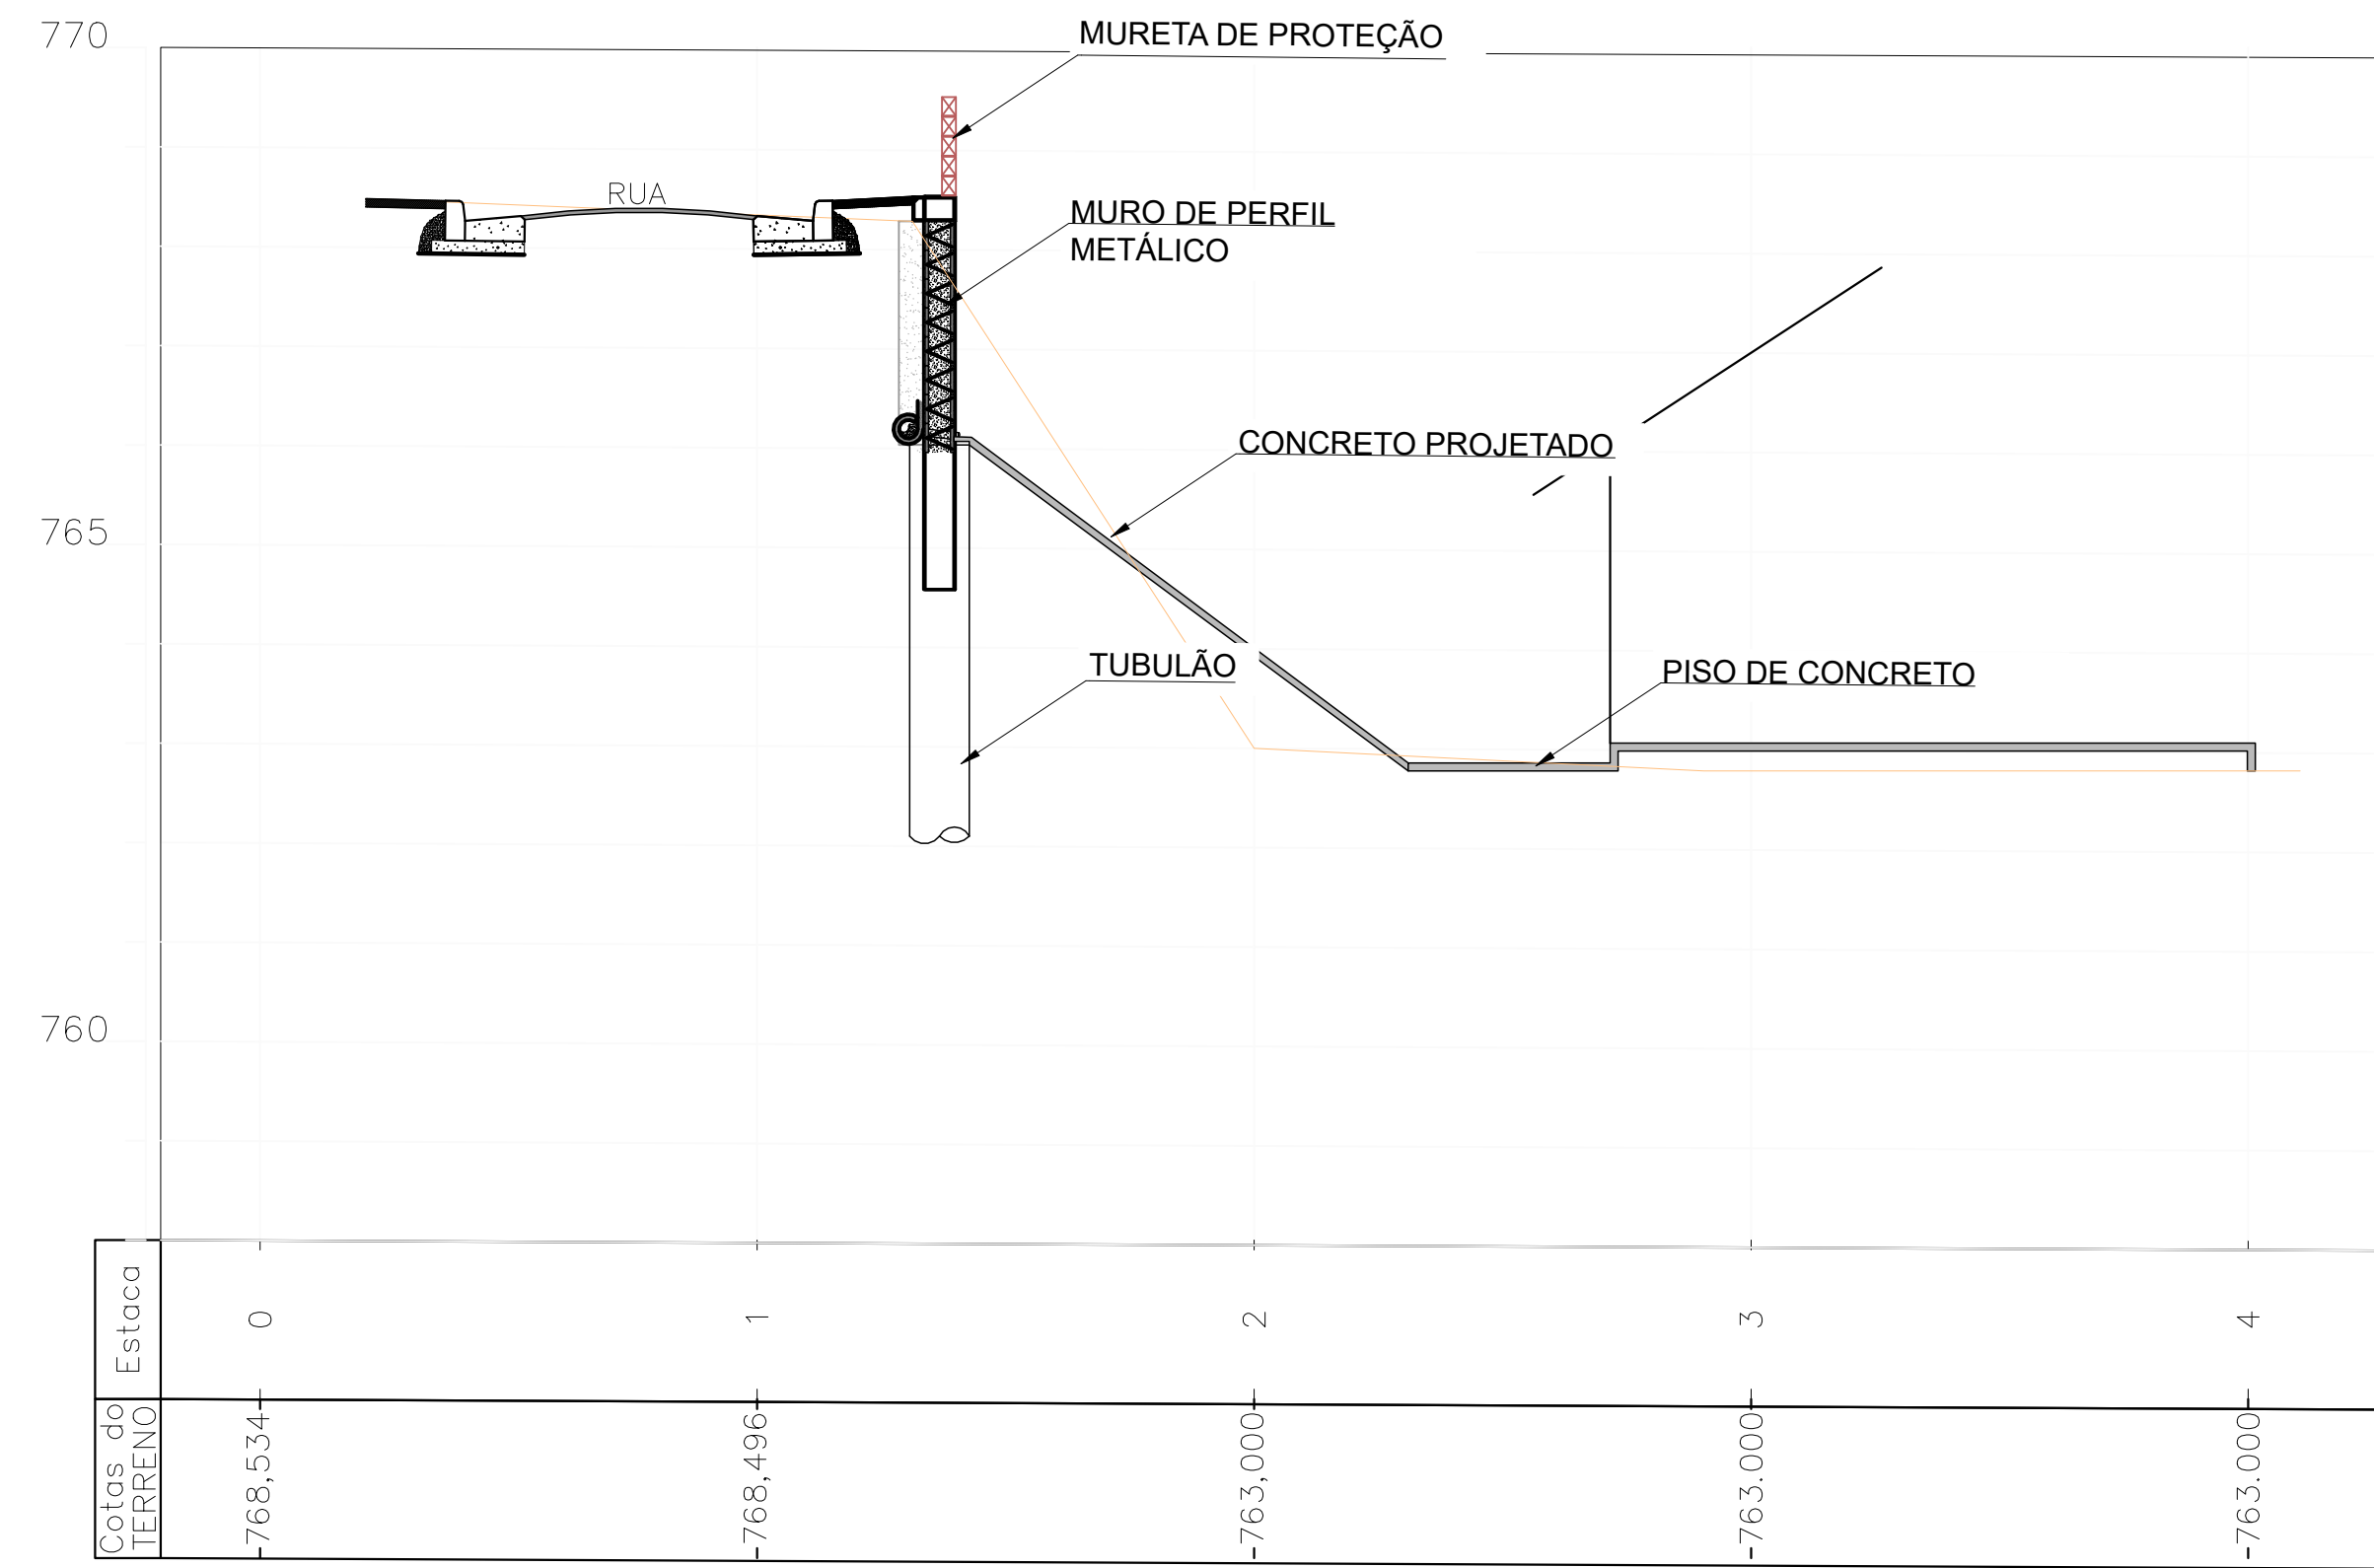 770
MURETA DE PROTEÇÃO
RUA
MURO DE PERFIL
METÁLICO
CONCRETO PROJETADO
765
TUBULÃO
PISO DE CONCRETO
760
Estaca
0
1
2
3
4
Cotas do
TERRENO
768,534
768,496
763,000
763.000
763.000